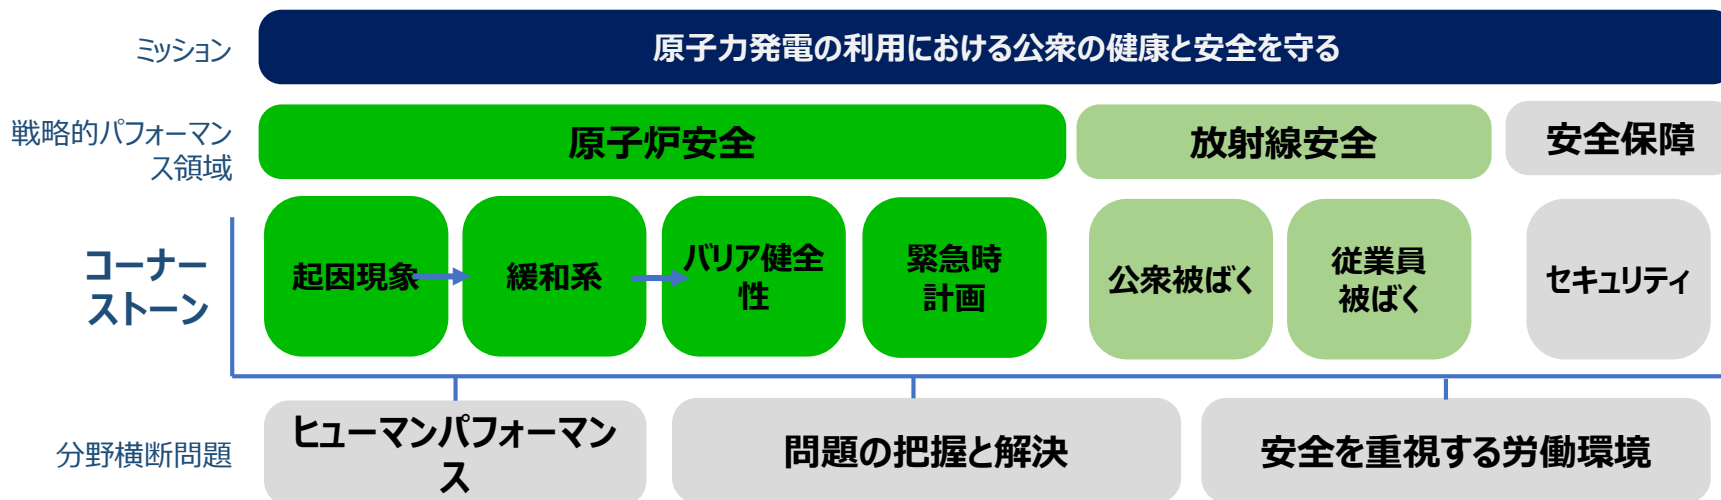 ミッション
原子力発電の利用における公衆の健康と安全を守る
戦略的パフォーマン
ス領域
原子炉安全
放射線安全
安全保障
コーナー
ストーン
起因現象
緩和系
バリア健全
性
緊急時
計画
公衆被ばく
従業員
被ばく
セキュリティ
分野横断問題
ヒューマンパフォーマン
ス
問題の把握と解決
安全を重視する労働環境